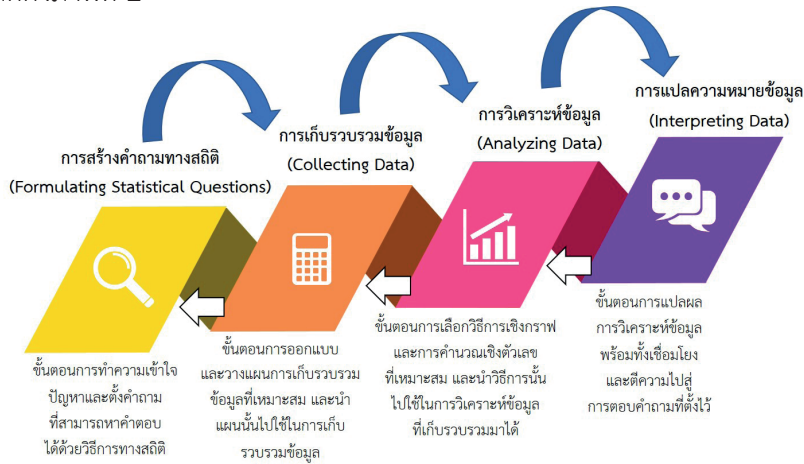 การสร้างคำถามทางสถิติ
(Formulating Statistical Questions)
ขั้นตอนการทำความเข้าใจ
ปัญหาและตั้งคำถาม
ที่สามารถหาคำตอบ
ได้ด้วยวิธีการทางสถิติ
การเก็บรวบรวมข้อมูล
(Collecting Data)
ขั้นตอนการออกแบบ
และวางแผนการเก็บรวบรวม
ข้อมูลที่เหมาะสม และนำ
แผนนั้นไปใช้ในการเก็บ
รวบรวมข้อมูล
การวิเคราะห์ข้อมูล
(Analyzing Data)
ขั้นตอนการเลือกวิธีการเชิงกราฟ
และการคำนวณเชิงตัวเลข
ที่เหมาะสม และนำวิธีการนั้น
ไปใช้ในการวิเคราะห์ข้อมูล
ที่เก็บรวบรวมมาได้
การแปลความหมายข้อมูล
(Interpreting Data)
ขั้นตอนการแปลผล
การวิเคราะห์ข้อมูล
พร้อมทั้งเชื่อมโยง
และตีความไปสู่
การตอบคำถามที่ตั้งไว้